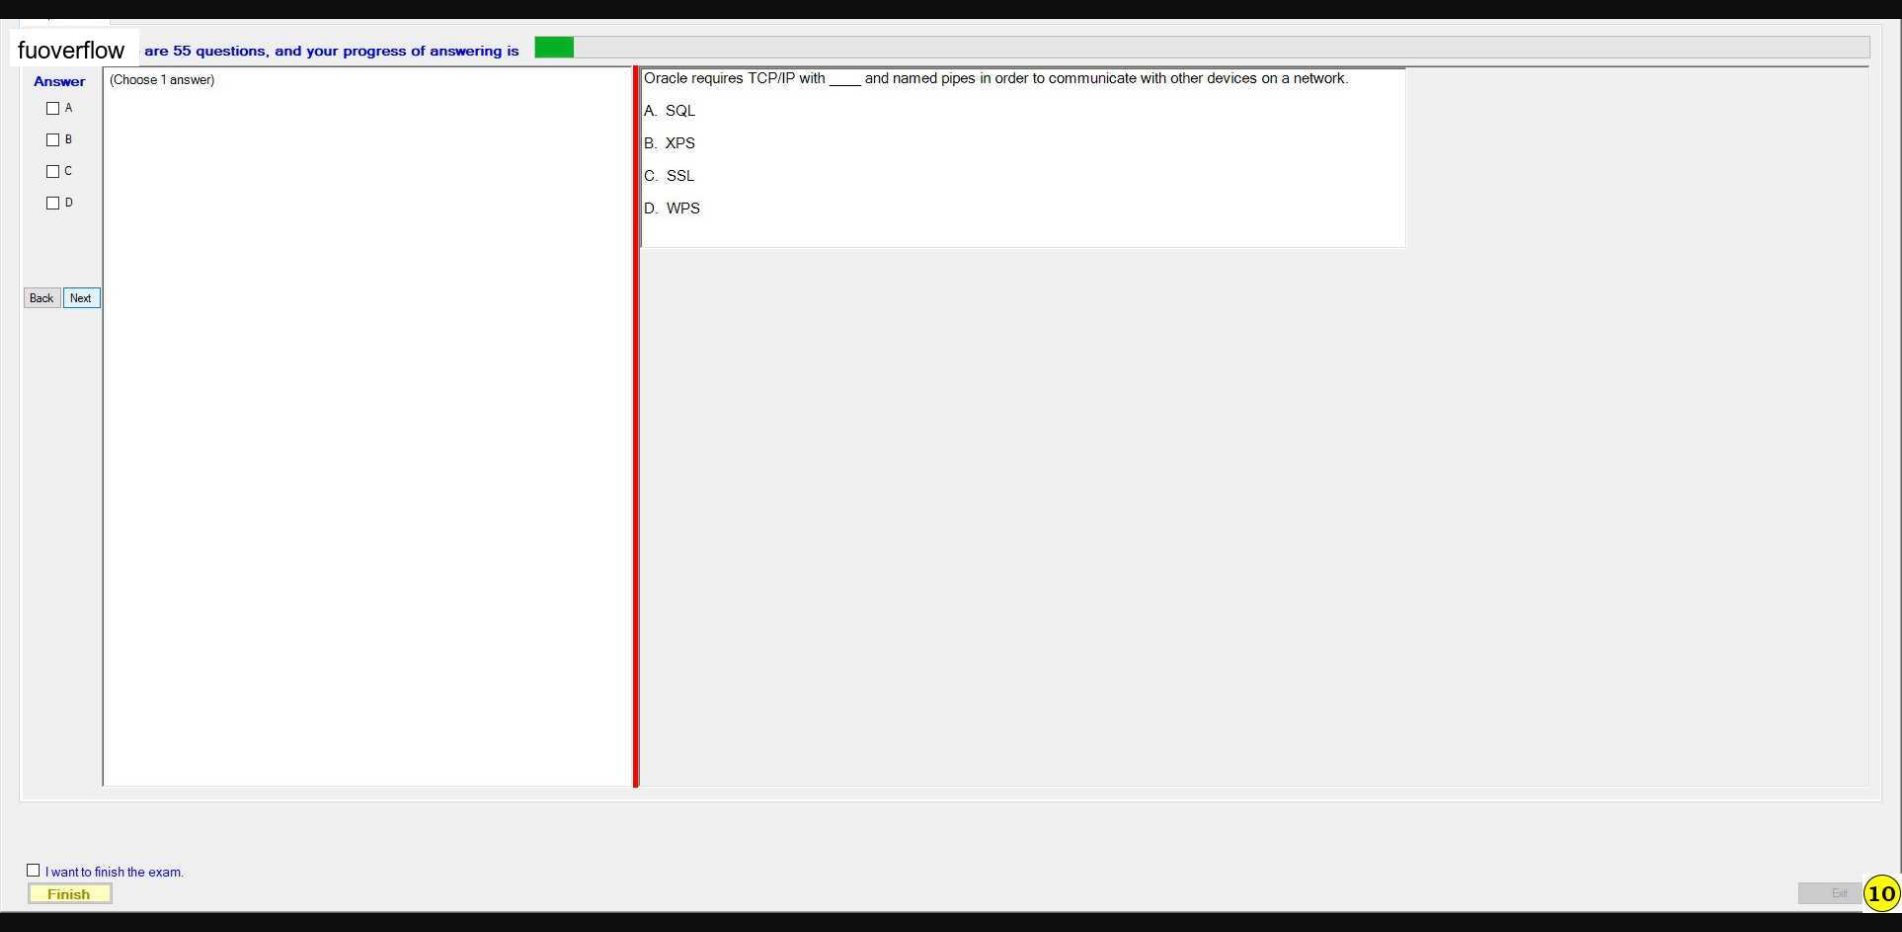 fuoverflow are 55 questions, and your progress of answering is
Answer
(Choose 1 answer)
A
B
C
D
Back Next
Oracle requires TCP/IP with ____ and named pipes in order to communicate with other devices on a network.
A. SQL
B. XPS
C. SSL
D. WPS
I want to finish the exam.
Finish
Exit
10